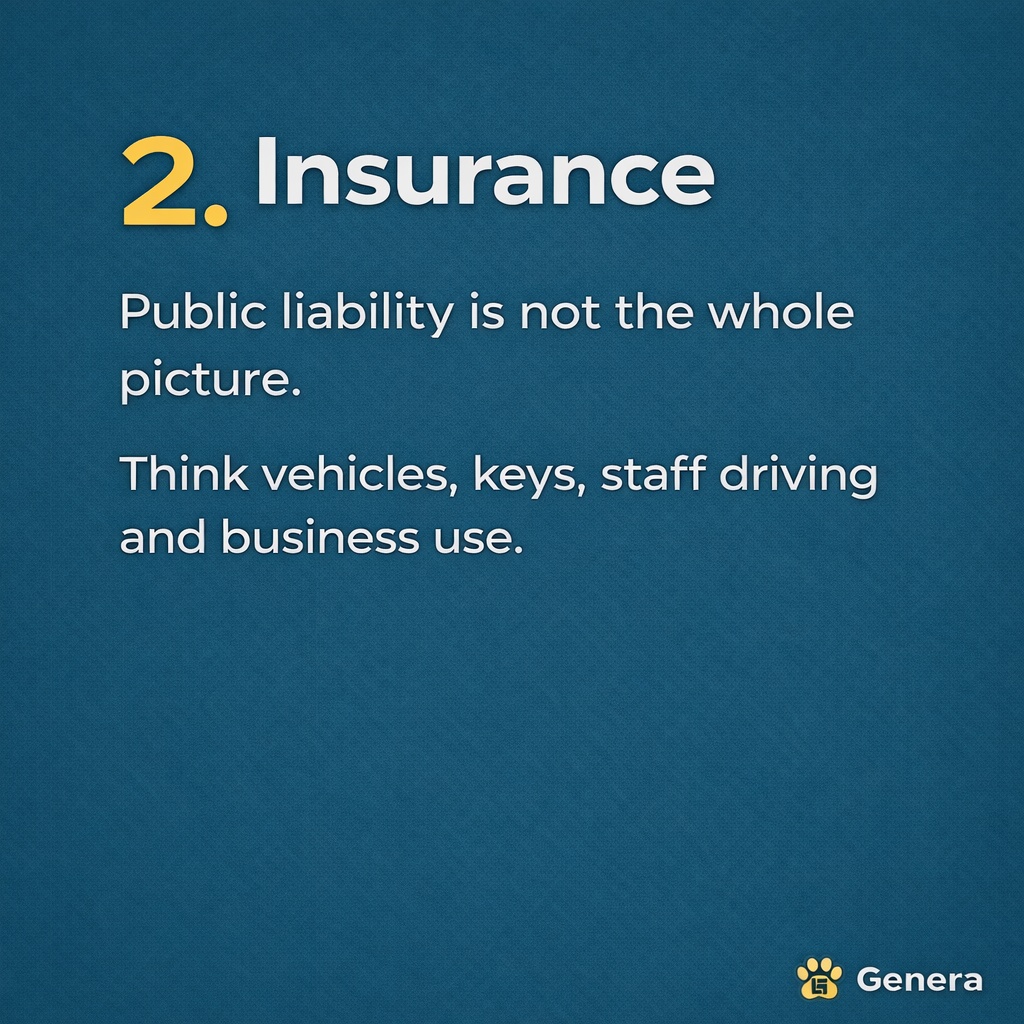 2. Insurance
Public liability is not the whole
picture.
Think vehicles, keys, staff driving
and business use.
Genera